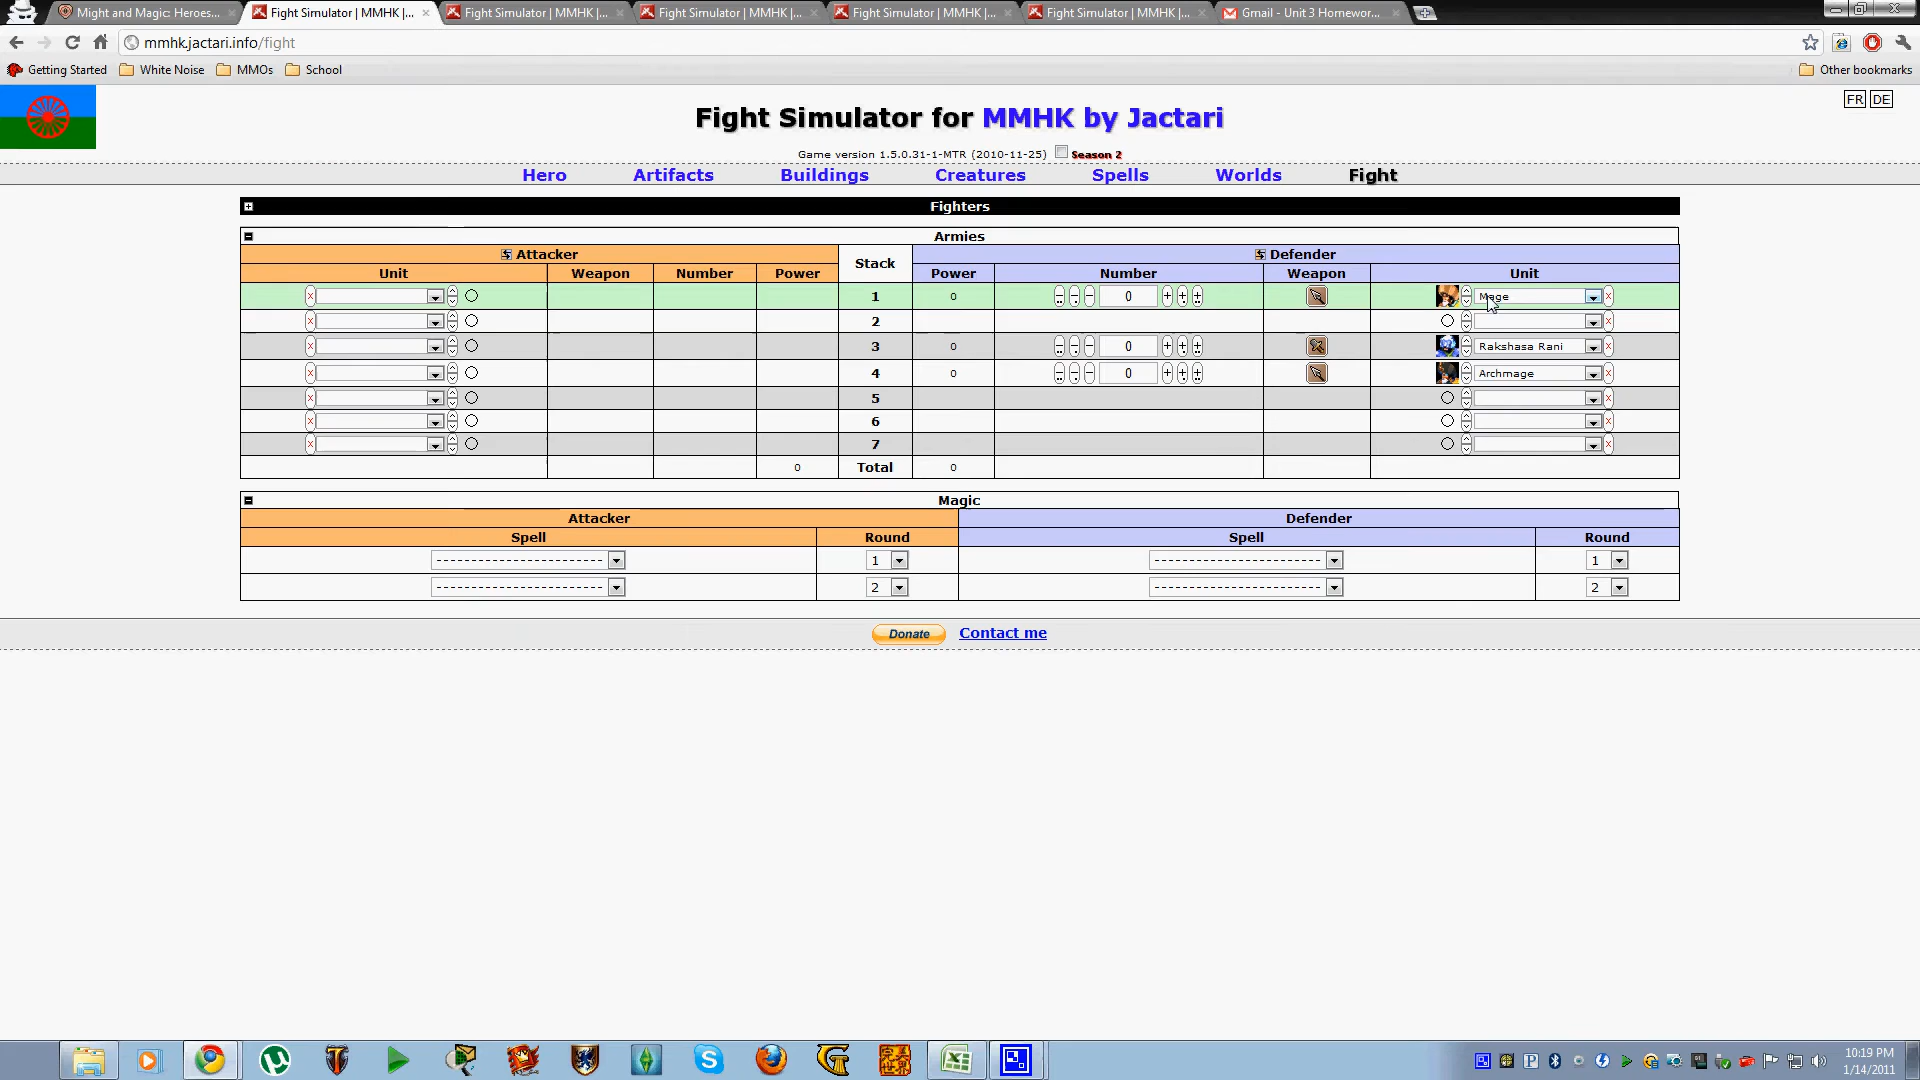 Might and Magic: Heroes...
Fight Simulator | MMHK |...
Fight Simulator | MMHK |...
Fight Simulator | MMHK |...
Fight Simulator | MMHK |...
Fight Simulator | MMHK |...
Gmail - Unit 3 Homewor...
mmhk.jactari.info/fight
Getting Started
White Noise
MMOs
School
Other bookmarks
FR DE
Fight Simulator for MMHK by Jactari
Game version 1.5.0.31-1-MTR (2010-11-25) Season 2
Hero Artifacts Buildings Creatures Spells Worlds Fight
Fighters
Armies
Attacker Stack Defender
Unit Weapon Number Power Power Number Weapon Unit
1 0 0 Mage
2
3 0 0 Rakshasa Rani
4 0 0 Archmage
5
6
7
0 Total 0
Magic
Attacker Defender
Spell Round Spell Round
------------------------ 1 ------------------------ 1
------------------------ 2 ------------------------ 2
Donate Contact me
10:19 PM
1/14/2011